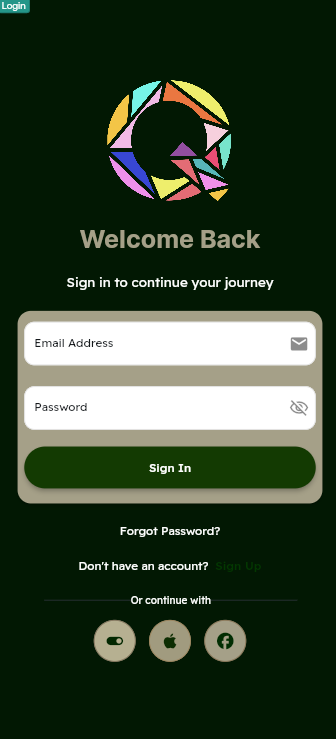 Login
Welcome Back
Sign in to continue your journey
Email Address
Password
Sign In
Forgot Password?
Don't have an account? Sign Up
Or continue with